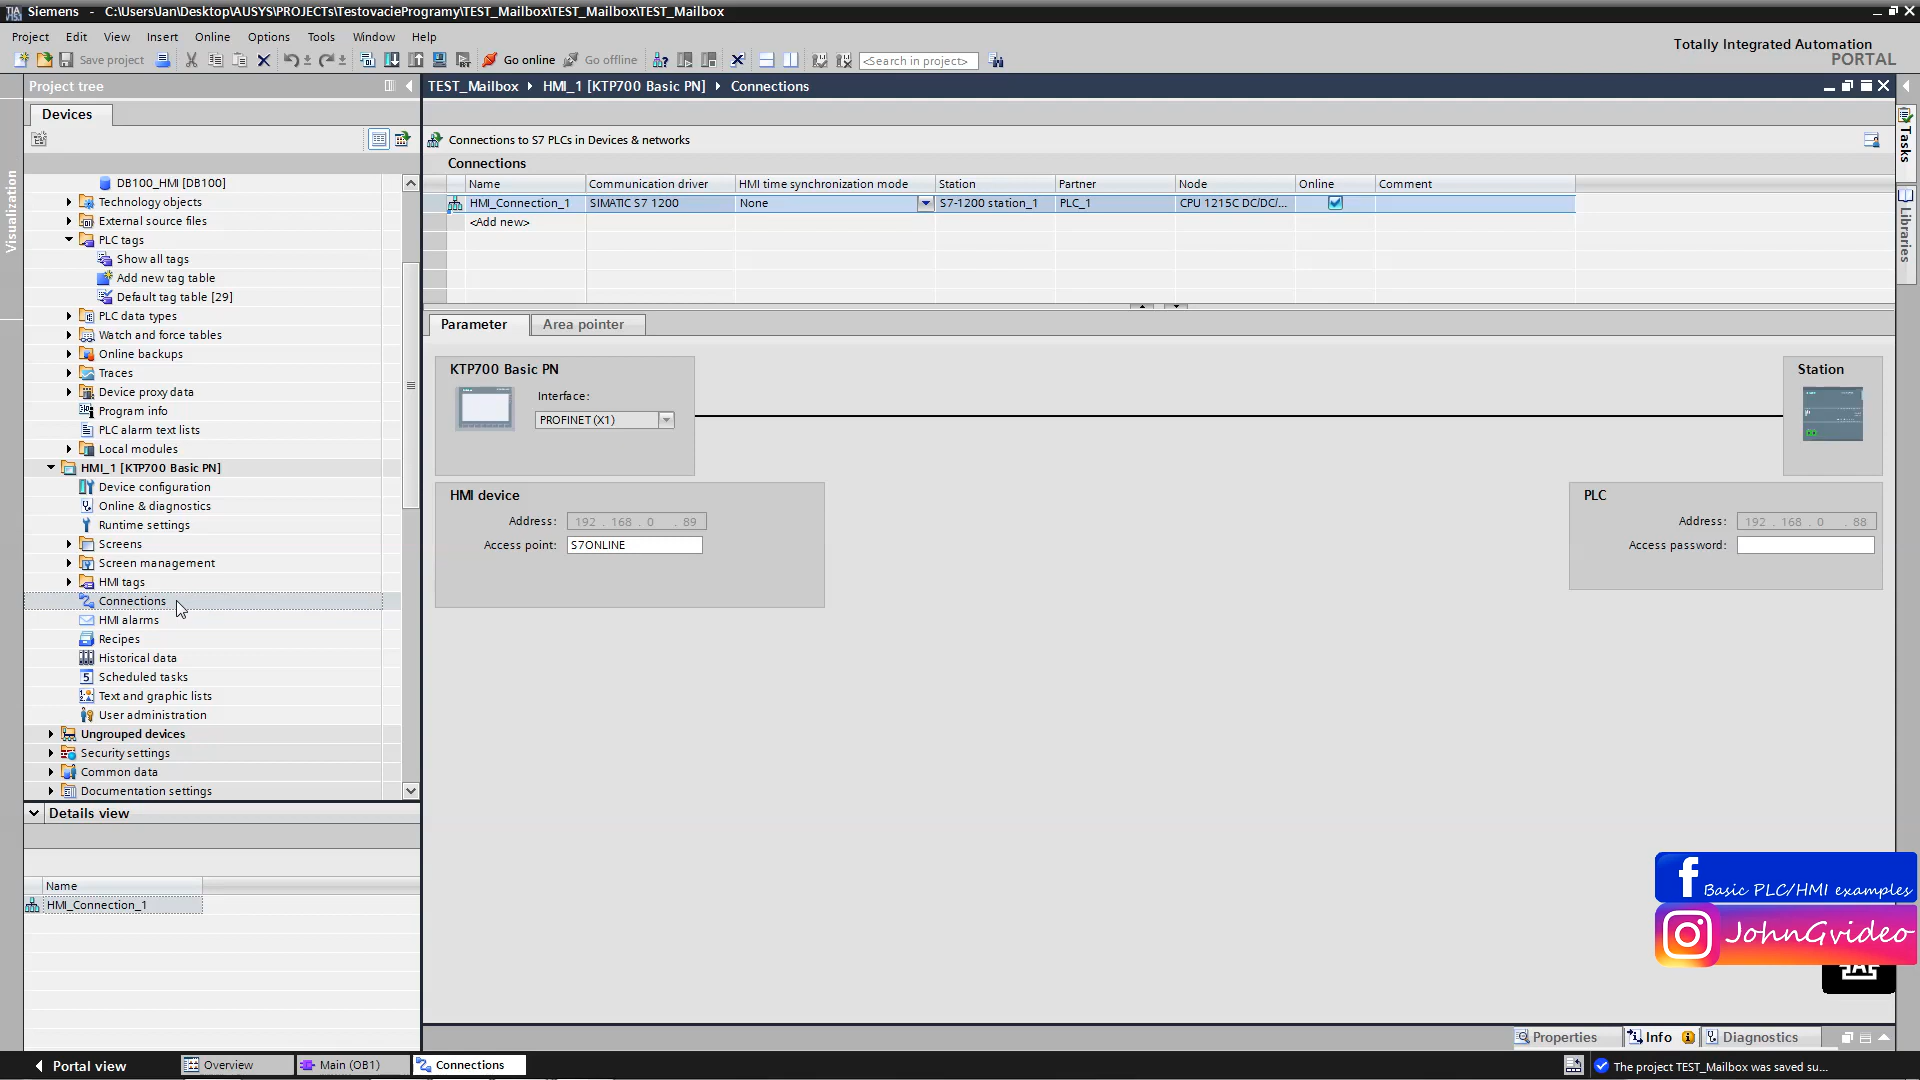 Siemens - C:\Users\Jan\Desktop\AUSYS\PROJECTs\TestovacieProgramy\TEST_Mailbox\TEST_Mailbox\TEST_Mailbox
Project Edit View Insert Online Options Tools Window Help
Totally Integrated Automation
PORTAL
Save project Go online Go offline <Search in project>
Project tree
TEST_Mailbox HMI_1 [KTP700 Basic PN] Connections
Devices
Visualization
Tasks
Libraries
DB100_HMI [DB100]
Technology objects
External source files
PLC tags
Show all tags
Add new tag table
Default tag table [29]
PLC data types
Watch and force tables
Online backups
Traces
Device proxy data
Program info
PLC alarm text lists
Local modules
HMI_1 [KTP700 Basic PN]
Device configuration
Online & diagnostics
Runtime settings
Screens
Screen management
HMI tags
Connections
HMI alarms
Recipes
Historical data
Scheduled tasks
Text and graphic lists
User administration
Ungrouped devices
Security settings
Common data
Documentation settings
Details view
Name
HMI_Connection_1
Connections to S7 PLCs in Devices & networks
Connections
Name Communication driver HMI time synchronization mode Station Partner Node Online Comment
HMI_Connection_1 SIMATIC S7 1200 None S7-1200 station_1 PLC_1 CPU 1215C DC/DC/...
<Add new>
Parameter Area pointer
KTP700 Basic PN
Interface:
PROFINET (X1)
Station
HMI device
Address: 192 . 168 . 0 . 89
Access point: S7ONLINE
PLC
Address: 192 . 168 . 0 . 88
Access password:
Basic PLC/HMI examples
JohnGvideo
Properties Info Diagnostics
Portal view Overview Main (OB1) Connections The project TEST_Mailbox was saved su...